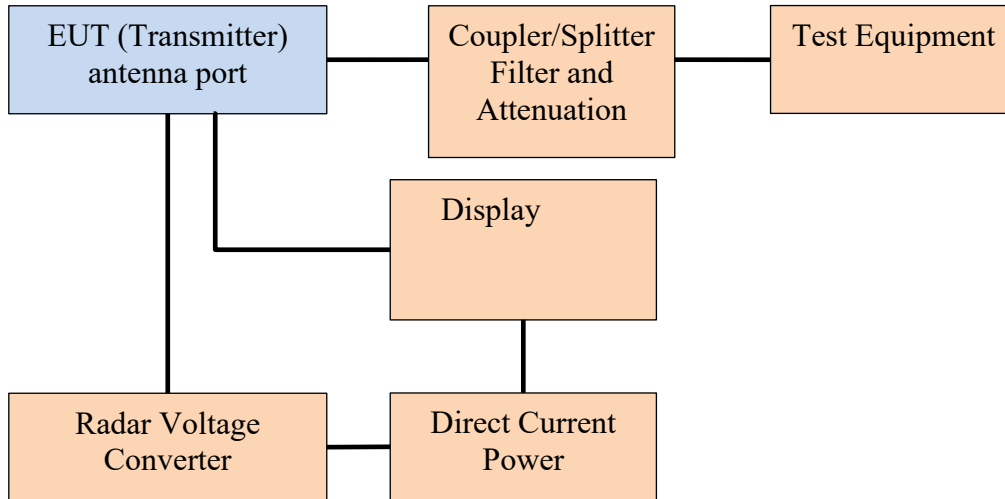 EUT (Transmitter)
antenna port
Coupler/Splitter
Filter and
Attenuation
Test Equipment
Display
Radar Voltage
Converter
Direct Current
Power